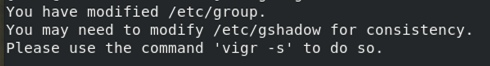 You have modified /etc/group.
You may need to modify /etc/gshadow for consistency.
Please use the command 'vigr -s' to do so.